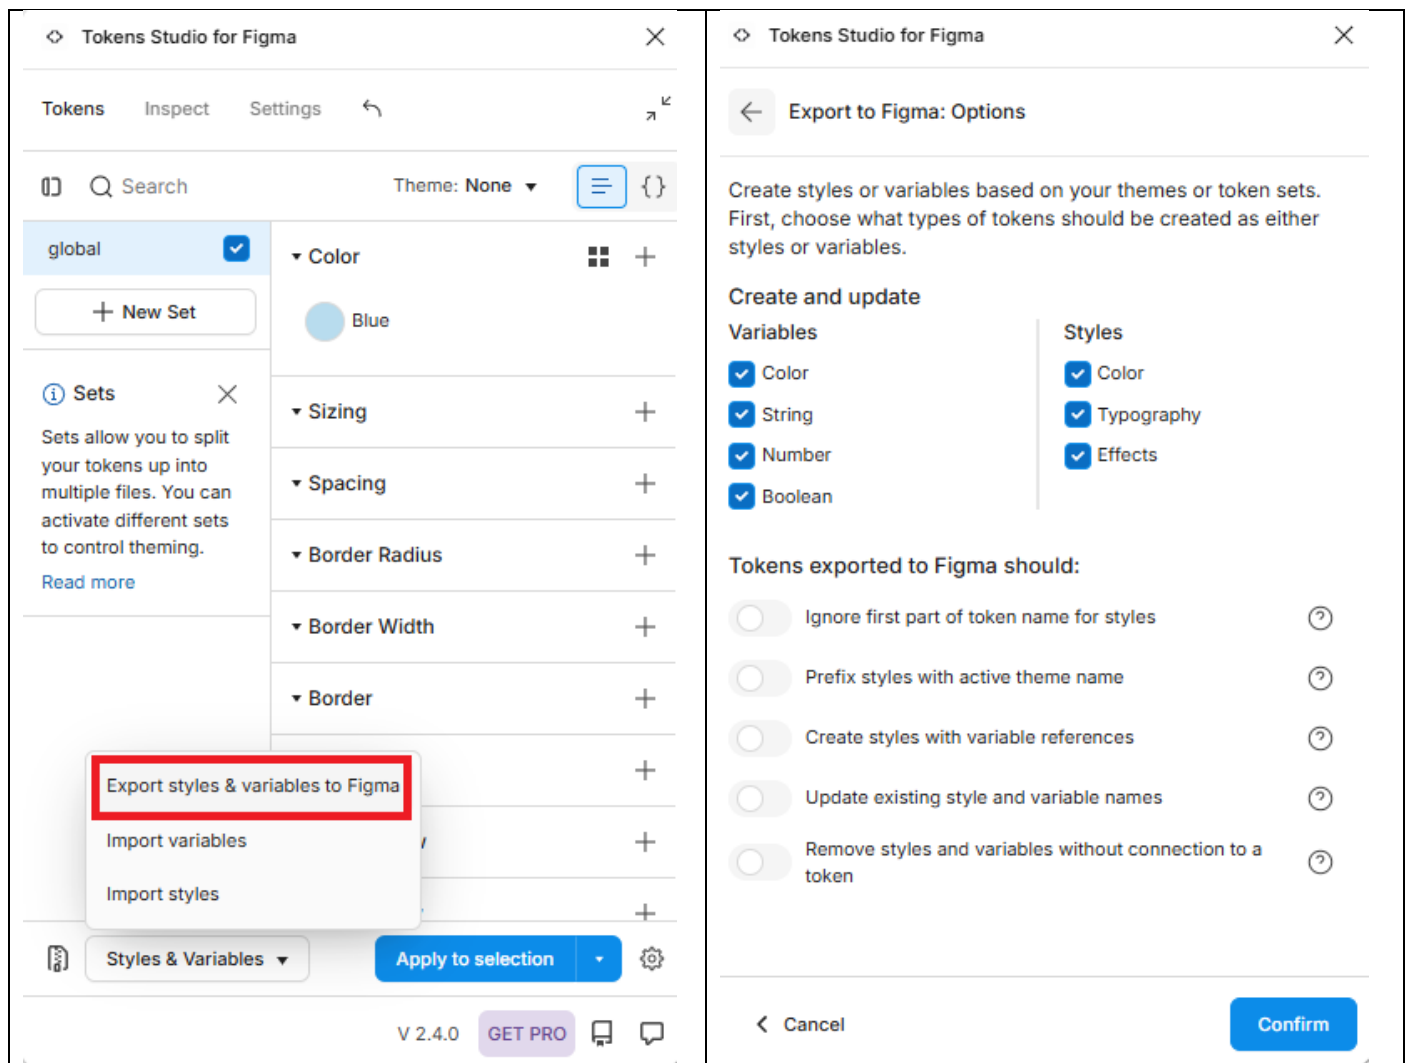 Tokens Studio for Figma
Tokens Inspect Settings
Search
Theme: None
global
New Set
Sets
Sets allow you to split
your tokens up into
multiple files. You can
activate different sets
to control theming.
Read more
Color
Blue
Sizing
Spacing
Border Radius
Border Width
Border
Export styles & variables to Figma
Import variables
Import styles
Styles & Variables
Apply to selection
V 2.4.0
GET PRO
Tokens Studio for Figma
Export to Figma: Options
Create styles or variables based on your themes or token sets.
First, choose what types of tokens should be created as either
styles or variables.
Create and update
Variables
Color
String
Number
Boolean
Styles
Color
Typography
Effects
Tokens exported to Figma should:
Ignore first part of token name for styles
Prefix styles with active theme name
Create styles with variable references
Update existing style and variable names
Remove styles and variables without connection to a
token
Cancel
Confirm